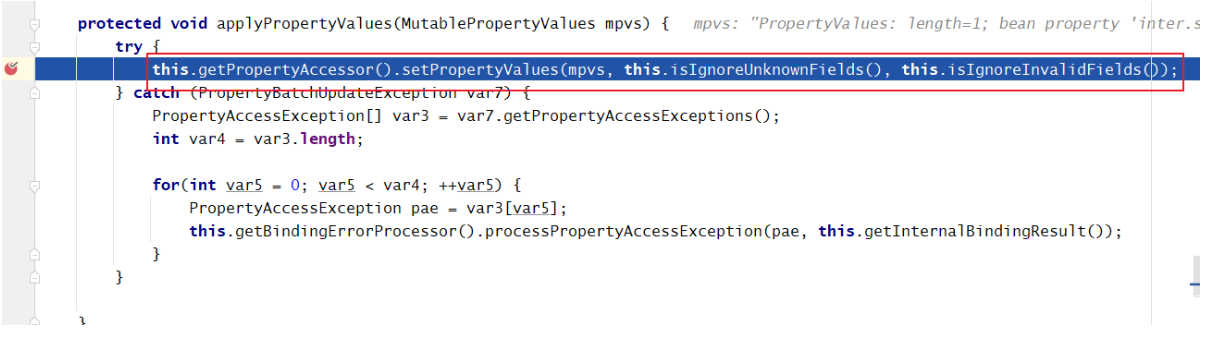 protected void applyPropertyValues(MutablePropertyValues mpvs) {   mpvs: "PropertyValues: length=1; bean property 'inter.s
try {
this.getPropertyAccessor().setPropertyValues(mpvs, this.isIgnoreUnknownFields(), this.isIgnoreInvalidFields());
} catch (PropertyBatchUpdateException var7) {
PropertyAccessException[] var3 = var7.getPropertyAccessExceptions();
int var4 = var3.length;
for(int var5 = 0; var5 < var4; ++var5) {
PropertyAccessException pae = var3[var5];
this.getBindingErrorProcessor().processPropertyAccessException(pae, this.getInternalBindingResult());
}
}
}